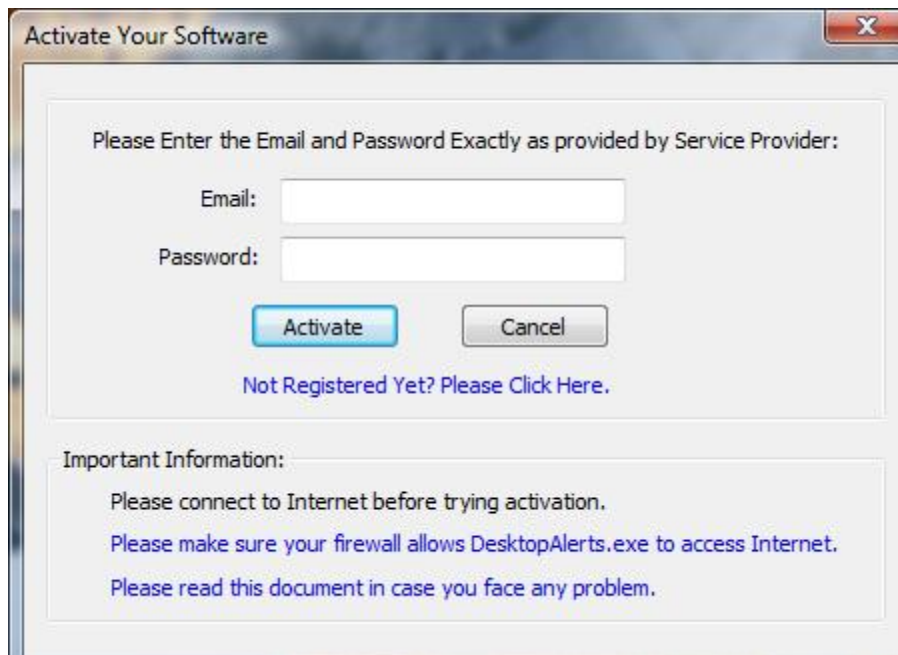 Activate Your Software
Please Enter the Email and Password Exactly as provided by Service Provider:
Email:
Password:
Activate
Cancel
Not Registered Yet? Please Click Here.
Important Information:
Please connect to Internet before trying activation.
Please make sure your firewall allows DesktopAlerts.exe to access Internet.
Please read this document in case you face any problem.